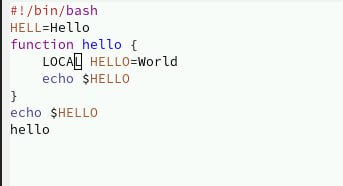 #!/bin/bash
HELL=Hello
function hello {
    LOCAL HELLO=World
    echo $HELLO
}
echo $HELLO
hello